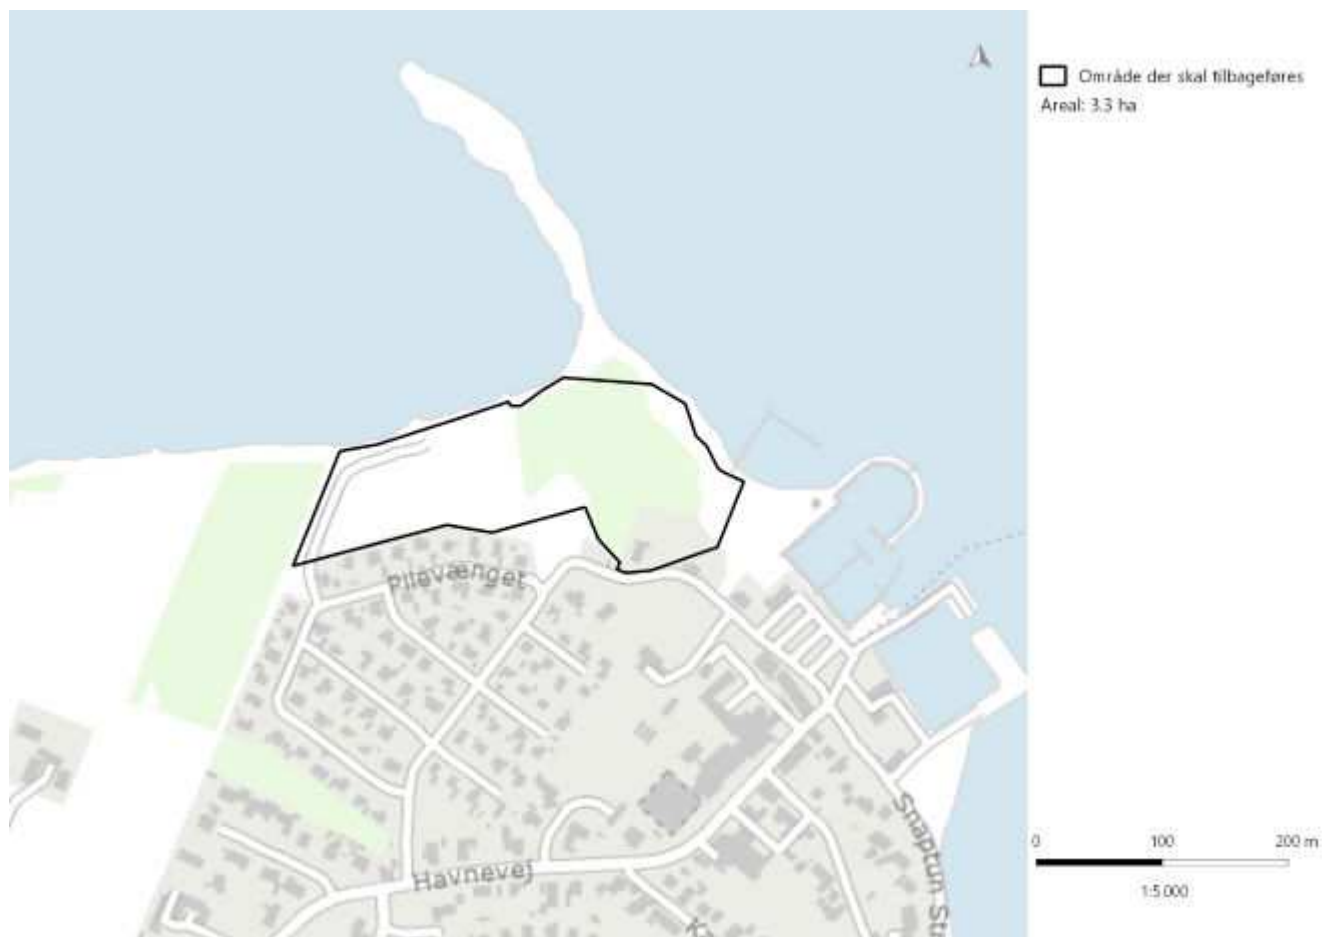 Område der skal tilbageføres
Areal: 3.3 ha
Pilevænget
Havnevej
Snaptun St
0 100 200 m
1:5.000